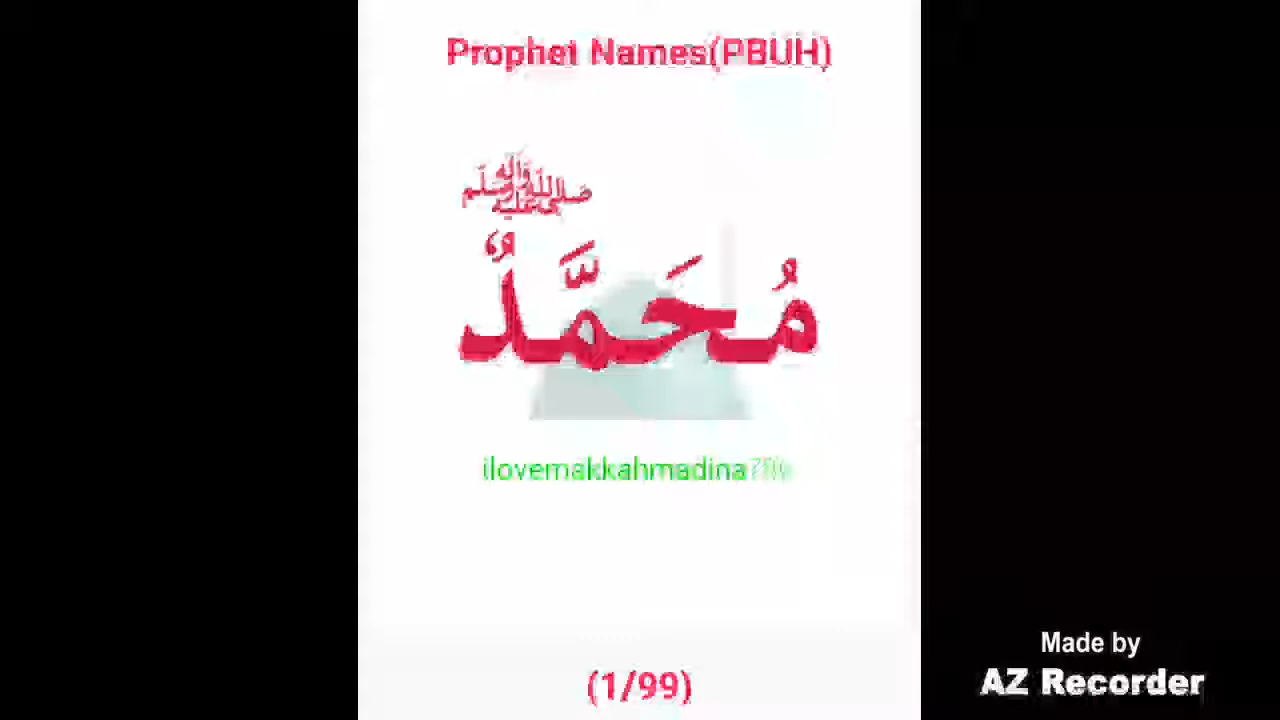 Prophet Names(PBUH)
صلى الله عليه وآله وسلم
مُحَمَّدٌ
ilovemakkahmadina
(1/99)
Made by
AZ Recorder